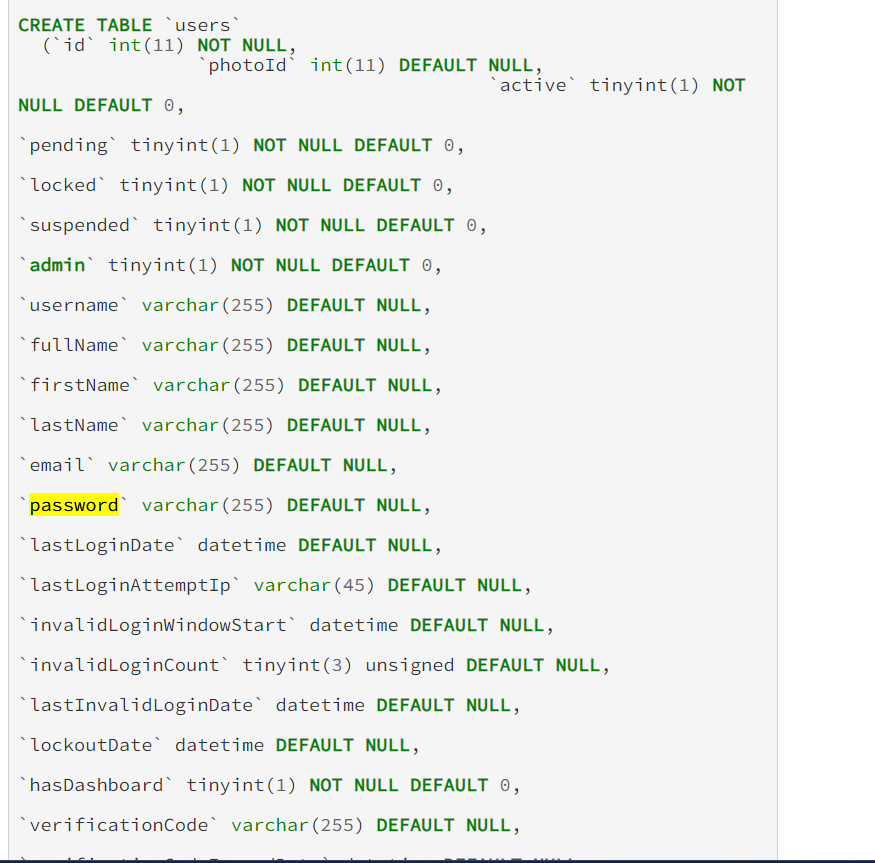 CREATE TABLE `users`
(`id` int(11) NOT NULL,
`photoId` int(11) DEFAULT NULL,
`active` tinyint(1) NOT
NULL DEFAULT 0,
`pending` tinyint(1) NOT NULL DEFAULT 0,
`locked` tinyint(1) NOT NULL DEFAULT 0,
`suspended` tinyint(1) NOT NULL DEFAULT 0,
`admin` tinyint(1) NOT NULL DEFAULT 0,
`username` varchar(255) DEFAULT NULL,
`fullName` varchar(255) DEFAULT NULL,
`firstName` varchar(255) DEFAULT NULL,
`lastName` varchar(255) DEFAULT NULL,
`email` varchar(255) DEFAULT NULL,
`password` varchar(255) DEFAULT NULL,
`lastLoginDate` datetime DEFAULT NULL,
`lastLoginAttemptIp` varchar(45) DEFAULT NULL,
`invalidLoginWindowStart` datetime DEFAULT NULL,
`invalidLoginCount` tinyint(3) unsigned DEFAULT NULL,
`lastInvalidLoginDate` datetime DEFAULT NULL,
`lockoutDate` datetime DEFAULT NULL,
`hasDashboard` tinyint(1) NOT NULL DEFAULT 0,
`verificationCode` varchar(255) DEFAULT NULL,